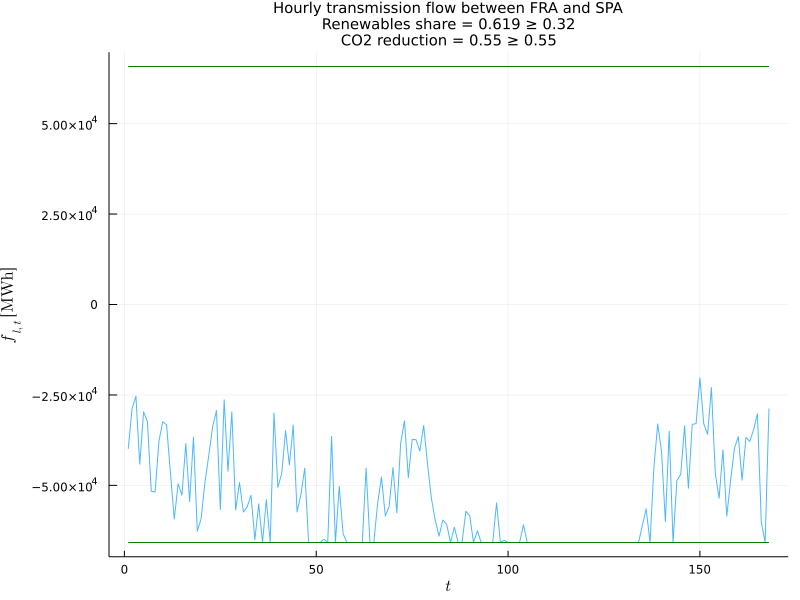 Hourly transmission flow between FRA and SPA
Renewables share = 0.619 ≥ 0.32
CO2 reduction = 0.55 ≥ 0.55
5.00×10⁴
2.50×10⁴
0
−2.50×10⁴
−5.00×10⁴
f_{l,t} [MWh]
0 50 100 150
t